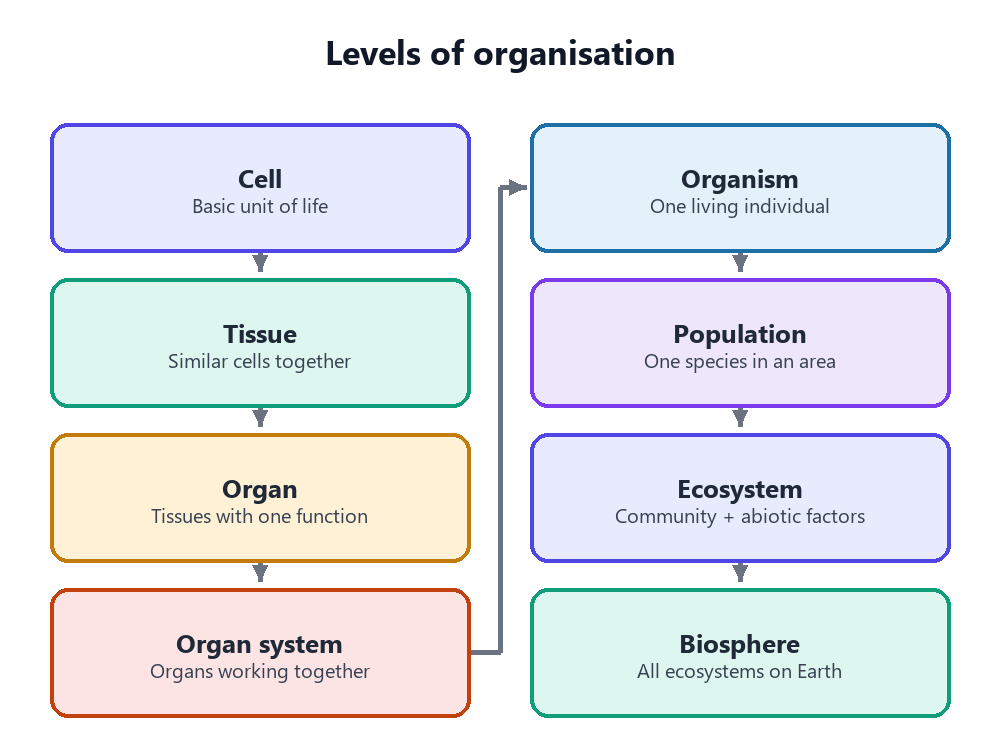 Levels of organisation
Cell
Basic unit of life
Tissue
Similar cells together
Organ
Tissues with one function
Organ system
Organs working together
Organism
One living individual
Population
One species in an area
Ecosystem
Community + abiotic factors
Biosphere
All ecosystems on Earth